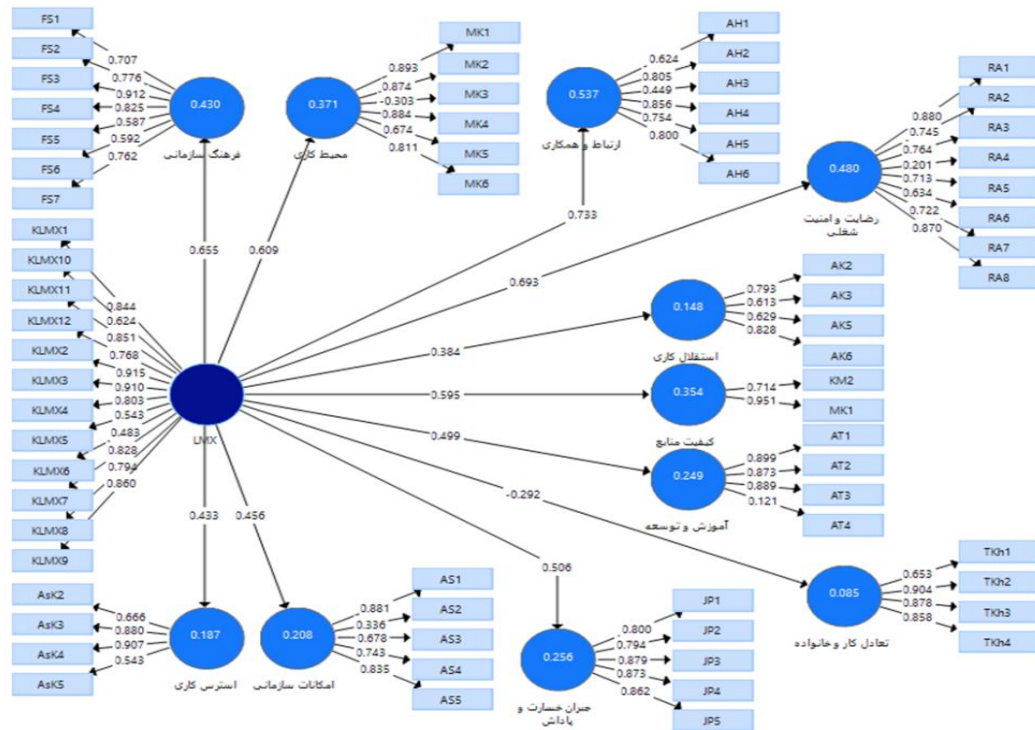 FS1
FS2
FS3
FS4
FS5
FS6
FS7
0.707
0.776
0.912
0.825
0.587
0.592
0.762
0.430
فرهنگ سازمانی
0.655
MK1
MK2
MK3
MK4
MK5
MK6
0.893
0.874
-0.303
0.884
0.674
0.811
0.371
محیط کاری
0.609
AH1
AH2
AH3
AH4
AH5
AH6
0.624
0.805
0.449
0.856
0.754
0.800
0.537
ارتباط و همکاری
0.733
RA1
RA2
RA3
RA4
RA5
RA6
RA7
RA8
0.880
0.745
0.764
0.201
0.713
0.634
0.722
0.870
0.480
رضایت و امنیت
شغلی
0.693
KLMX1
KLMX10
KLMX11
KLMX12
KLMX2
KLMX3
KLMX4
KLMX5
KLMX6
KLMX7
KLMX8
KLMX9
0.844
0.624
0.851
0.768
0.915
0.910
0.803
0.543
0.483
0.828
0.794
0.860
LMX
AK2
AK3
AK5
AK6
0.793
0.613
0.629
0.828
0.148
استقلال کاری
0.384
KM2
MK1
0.714
0.951
0.354
کیفیت منابع
0.595
AT1
AT2
AT3
AT4
0.899
0.873
0.889
0.121
0.249
آموزش و توسعه
0.499
TKh1
TKh2
TKh3
TKh4
0.653
0.904
0.878
0.858
0.085
تعادل کار و خانواده
-0.292
AsK2
AsK3
AsK4
AsK5
0.666
0.880
0.907
0.543
0.187
استرس کاری
0.433
AS1
AS2
AS3
AS4
AS5
0.881
0.336
0.678
0.743
0.835
0.208
امکانات سازمانی
0.456
JP1
JP2
JP3
JP4
JP5
0.800
0.794
0.879
0.873
0.862
0.256
جبران خسارت و
پاداش
0.506